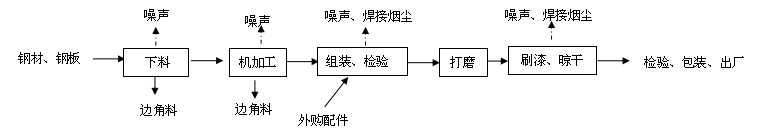 噪声
噪声
噪声、焊接烟尘
噪声、焊接烟尘
钢材、钢板
下料
机加工
组装、检验
打磨
刷漆、晾干
检验、包装、出厂
边角料
边角料
外购配件